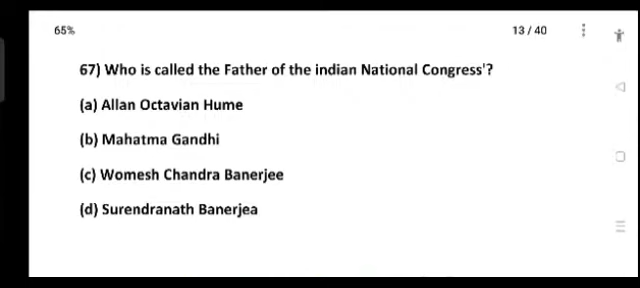 65%
13 / 40
67) Who is called the Father of the indian National Congress'?
(a) Allan Octavian Hume
(b) Mahatma Gandhi
(c) Womesh Chandra Banerjee
(d) Surendranath Banerjea